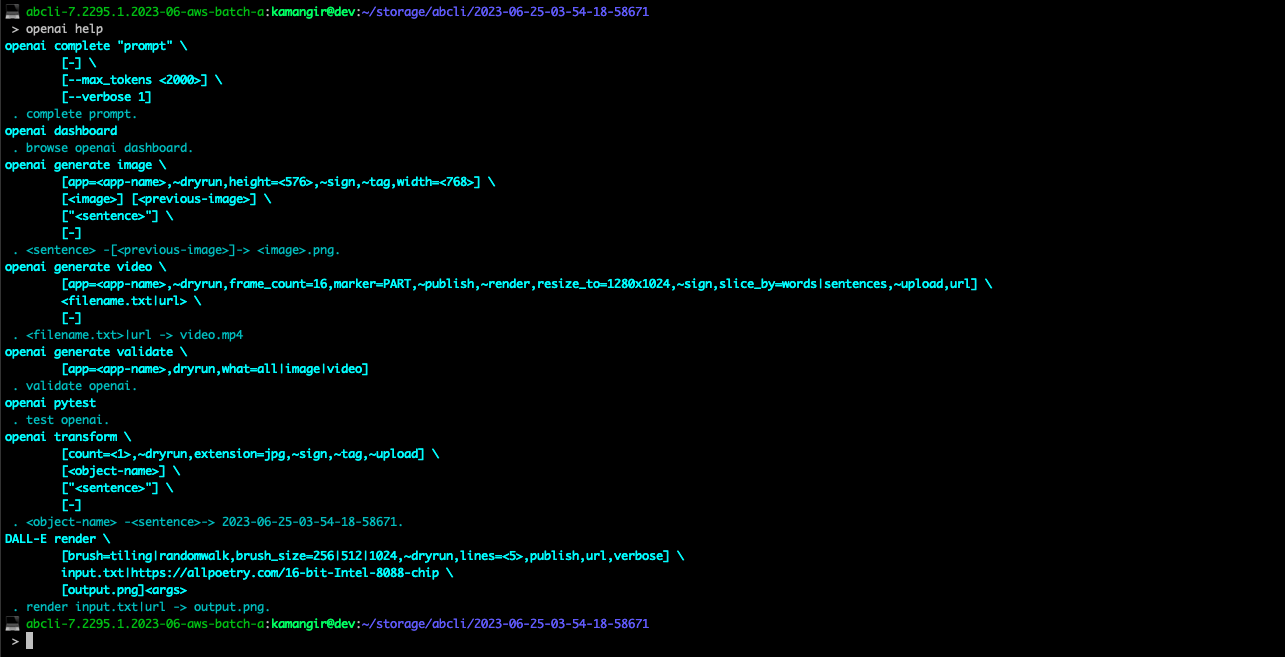 abcli-7.2295.1.2023-06-aws-batch-a:kamangir@dev:~/storage/abcli/2023-06-25-03-54-18-58671
> openai help
openai complete "prompt" \
[-] \
[--max_tokens <2000>] \
[--verbose 1]
. complete prompt.
openai dashboard
. browse openai dashboard.
openai generate image \
[app=<app-name>,~dryrun,height=<576>,~sign,~tag,width=<768>] \
[<image>] [<previous-image>] \
["<sentence>"] \
[-]
. <sentence> -[<previous-image>]-> <image>.png.
openai generate video \
[app=<app-name>,~dryrun,frame_count=16,marker=PART,~publish,~render,resize_to=1280x1024,~sign,slice_by=words|sentences,~upload,url] \
<filename.txt|url> \
[-]
. <filename.txt>|url -> video.mp4
openai generate validate \
[app=<app-name>,dryrun,what=all|image|video]
. validate openai.
openai pytest
. test openai.
openai transform \
[count=<1>,~dryrun,extension=jpg,~sign,~tag,~upload] \
[<object-name>] \
["<sentence>"] \
[-]
. <object-name> -<sentence>-> 2023-06-25-03-54-18-58671.
DALL-E render \
[brush=tiling|randomwalk,brush_size=256|512|1024,~dryrun,lines=<5>,publish,url,verbose] \
input.txt|https://allpoetry.com/16-bit-Intel-8088-chip \
[output.png]<args>
. render input.txt|url -> output.png.
abcli-7.2295.1.2023-06-aws-batch-a:kamangir@dev:~/storage/abcli/2023-06-25-03-54-18-58671
>